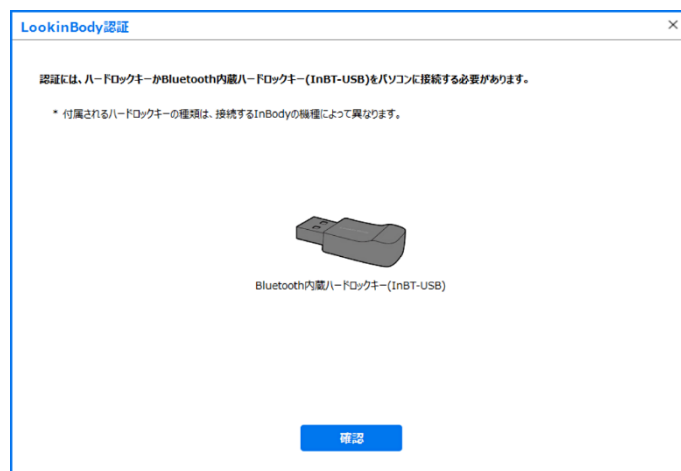 LookinBody認証
認証には、ハードロックキーかBluetooth内蔵ハードロックキー(InBT-USB)をパソコンに接続する必要があります。
* 付属されるハードロックキーの種類は、接続するInBodyの機種によって異なります。
Bluetooth内蔵ハードロックキー(InBT-USB)
確認